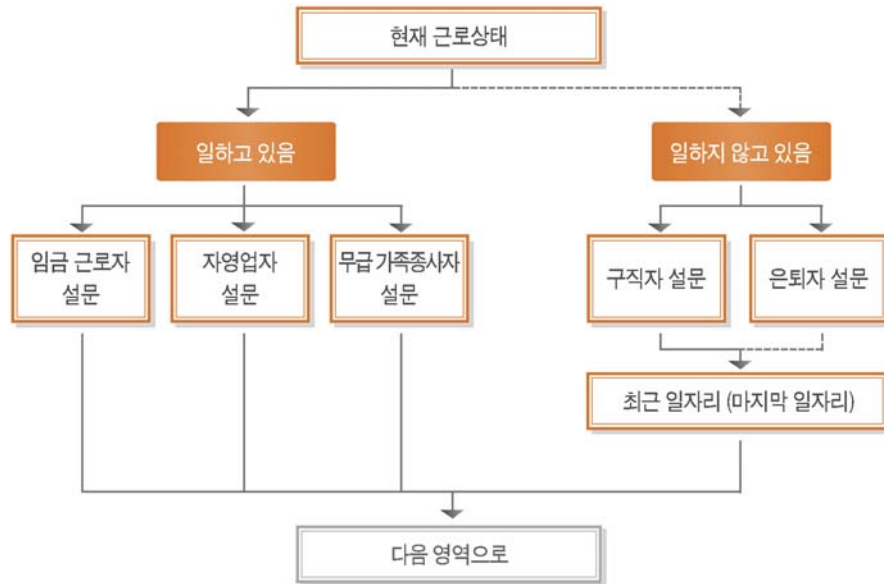 현재 근로상태
일하고 있음
일하지 않고 있음
임금 근로자
설문
자영업자
설문
무급 가족종사자
설문
구직자 설문
은퇴자 설문
최근 일자리 (마지막 일자리)
다음 영역으로